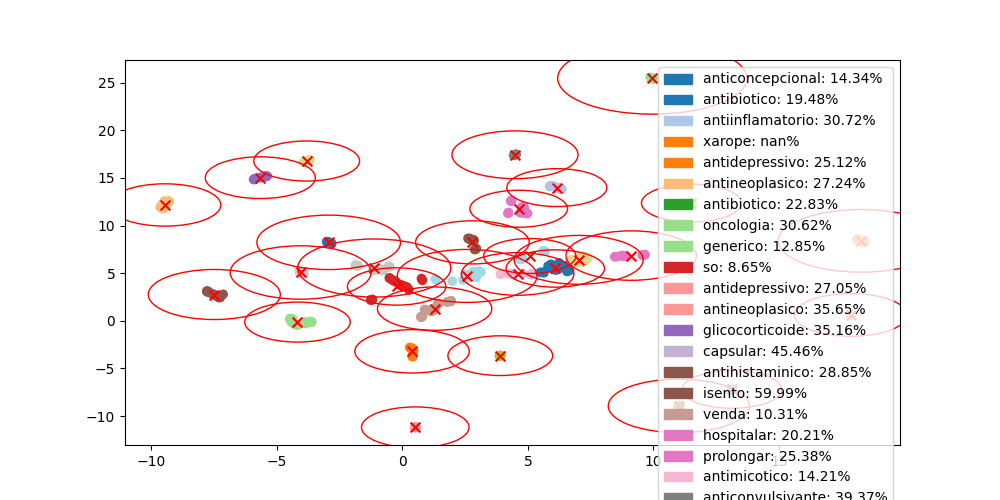 25
20
15
10
5
0
−5
−10
−10
−5
0
5
10
15
anticoncepcional: 14.34%
antibiotico: 19.48%
antiinflamatorio: 30.72%
xarope: nan%
antidepressivo: 25.12%
antineoplasico: 27.24%
antibiotico: 22.83%
oncologia: 30.62%
generico: 12.85%
so: 8.65%
antidepressivo: 27.05%
antineoplasico: 35.65%
glicocorticoide: 35.16%
capsular: 45.46%
antihistaminico: 28.85%
isento: 59.99%
venda: 10.31%
hospitalar: 20.21%
prolongar: 25.38%
antimicotico: 14.21%
anticonvulsivante: 39.37%